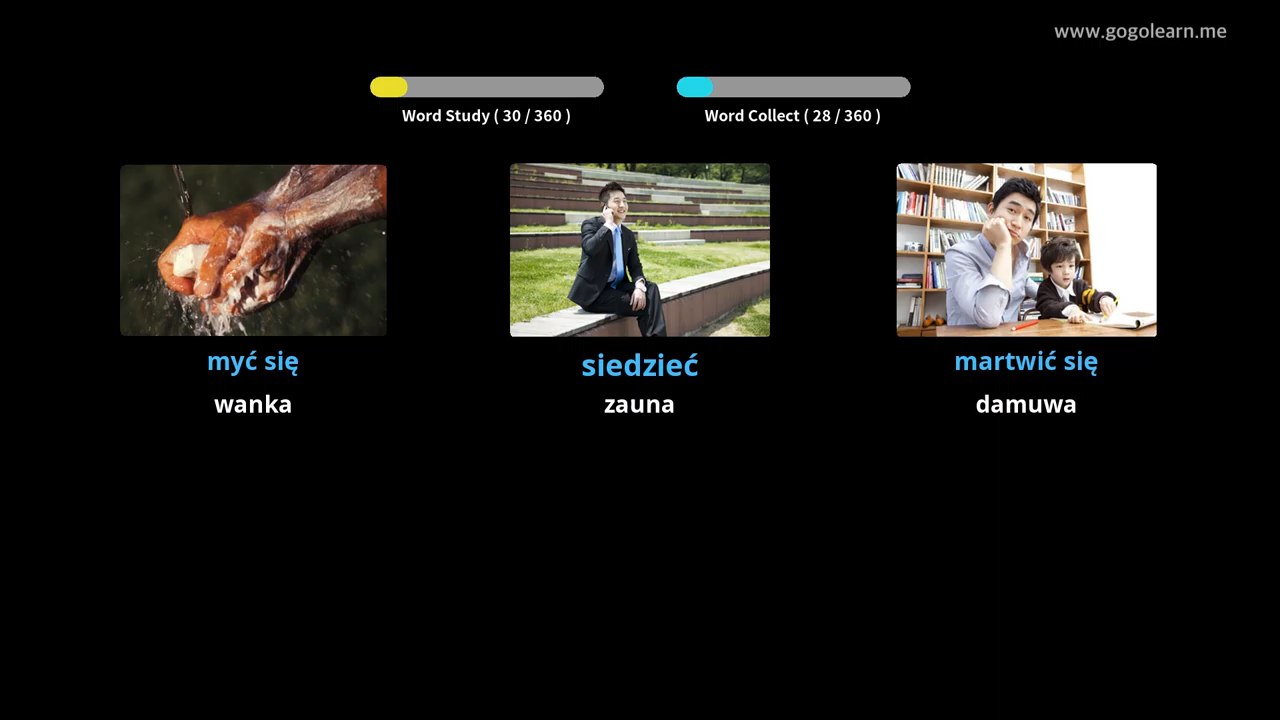 www.gogolearn.me
Word Study ( 30 / 360 )
Word Collect ( 28 / 360 )
myć się
siedzieć
martwić się
wanka
zauna
damuwa